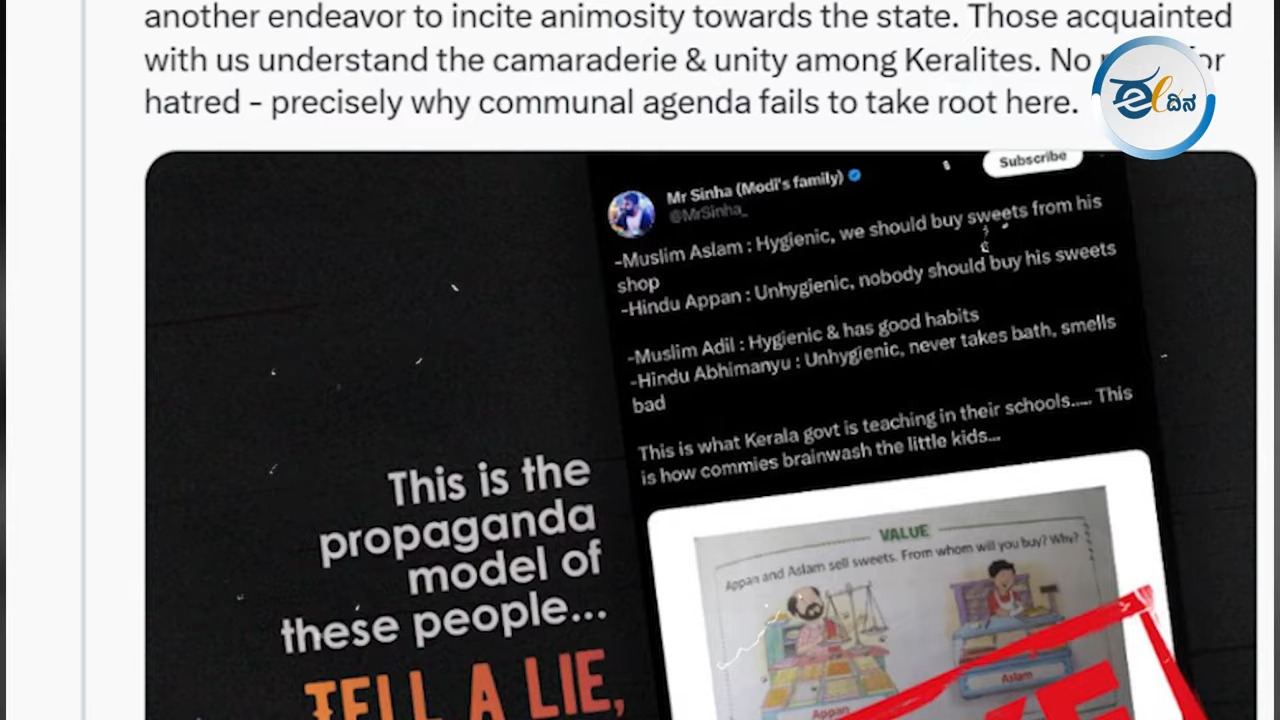 another endeavor to incite animosity towards the state. Those acquainted
with us understand the camaraderie & unity among Keralites. No
hatred – precisely why communal agenda fails to take root here.
ಈ ದಿನ
Subscribe
Mr Sinha (Modi's family)
@MrSinha_
-Muslim Aslam : Hygienic, we should buy sweets from his
shop
-Hindu Appan : Unhygienic, nobody should buy his sweets
-Muslim Adil : Hygienic & has good habits
-Hindu Abhimanyu : Unhygienic, never takes bath, smells
bad
This is what Kerala govt is teaching in their schools..... This
is how commies brainwash the little kids...
This is the
propaganda
model of
these people...
TELL A LIE,
VALUE
Appan and Aslam sell sweets. From whom will you buy? Why?
Aslam
Appan